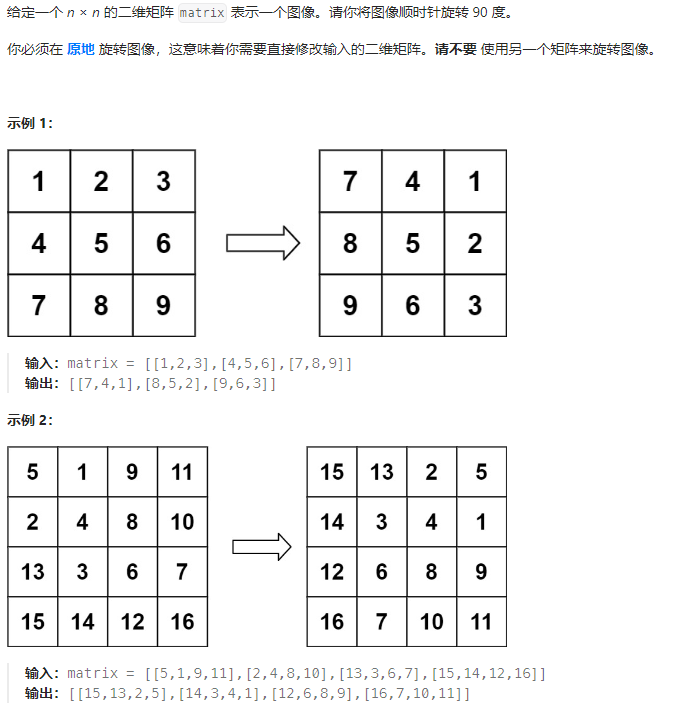 给定一个 n × n 的二维矩阵 matrix 表示一个图像。请你将图像顺时针旋转 90 度。
你必须在 原地 旋转图像，这意味着你需要直接修改输入的二维矩阵。请不要 使用另一个矩阵来旋转图像。
示例 1：
1 2 3 7 4 1
4 5 6 8 5 2
7 8 9 9 6 3
输入：matrix = [[1,2,3],[4,5,6],[7,8,9]]
输出：[[7,4,1],[8,5,2],[9,6,3]]
示例 2：
5 1 9 11 15 13 2 5
2 4 8 10 14 3 4 1
13 3 6 7 12 6 8 9
15 14 12 16 16 7 10 11
输入：matrix = [[5,1,9,11],[2,4,8,10],[13,3,6,7],[15,14,12,16]]
输出：[[15,13,2,5],[14,3,4,1],[12,6,8,9],[16,7,10,11]]